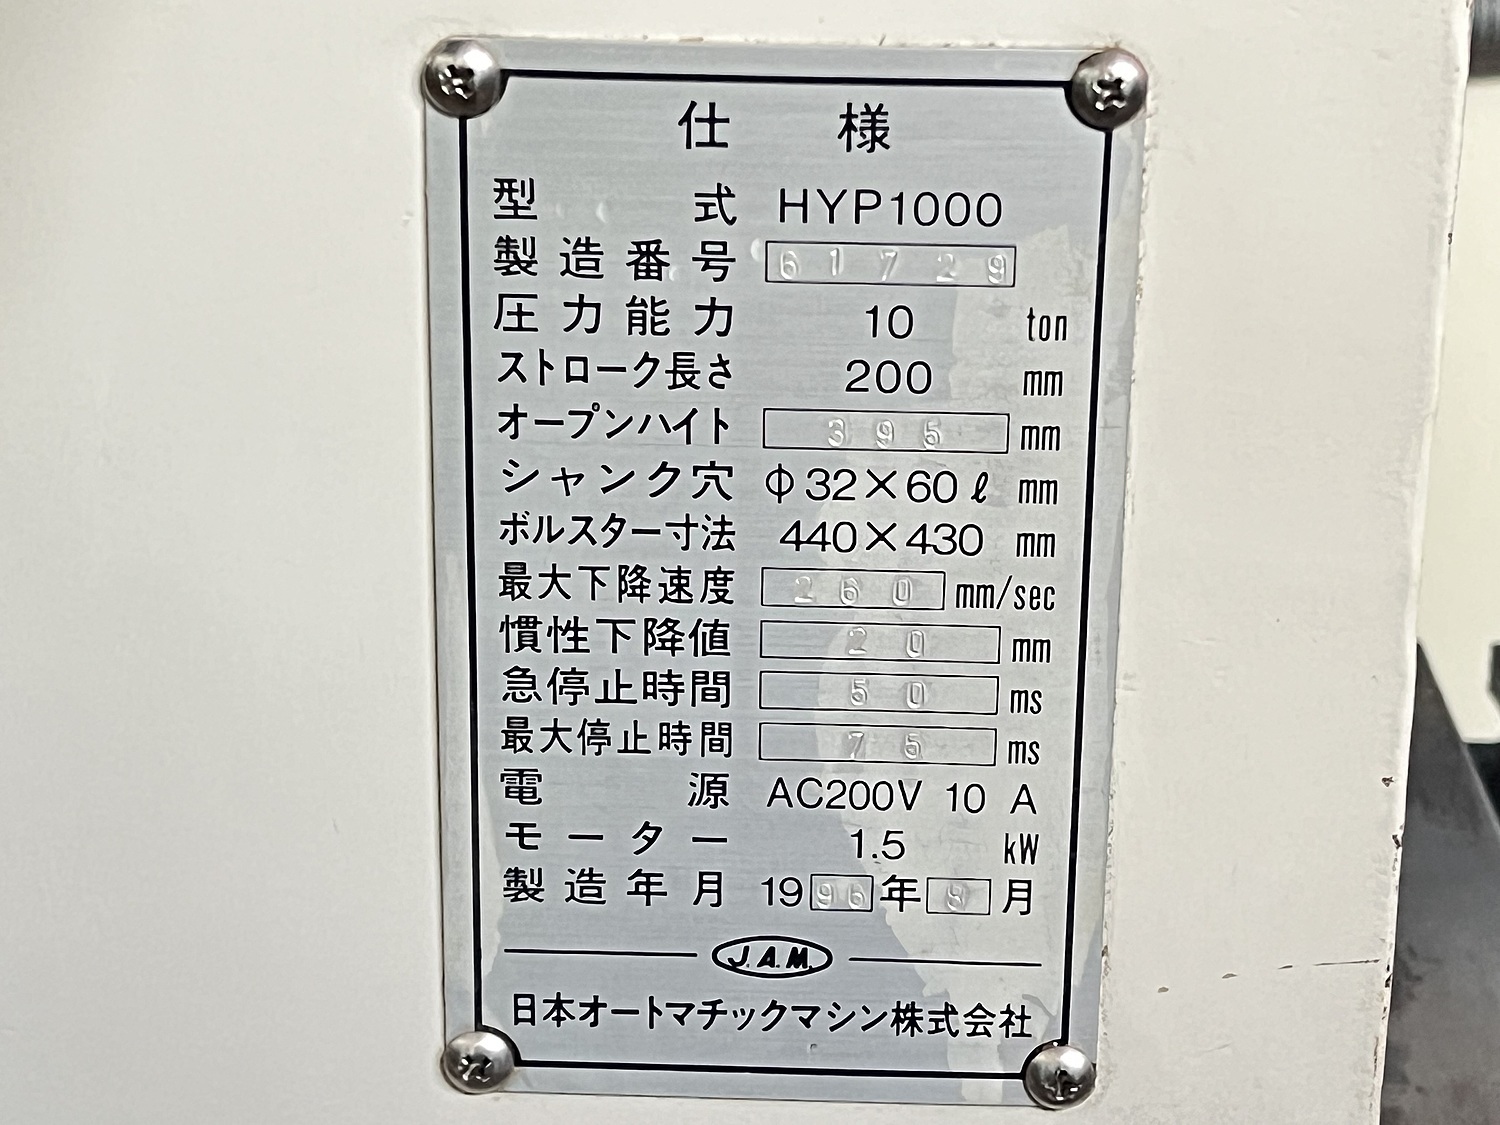 仕様
型式 HYP1000
製造番号 61729
圧力能力 10 ton
ストローク長さ 200 mm
オープンハイト 395 mm
シャンク穴 φ32×60ℓ mm
ボルスター寸法 440×430 mm
最大下降速度 260 mm/sec
慣性下降値 20 mm
急停止時間 50 ms
最大停止時間 75 ms
電源 AC200V 10 A
モーター 1.5 kW
製造年月 1996年8月
J.A.M.
日本オートマチックマシン株式会社